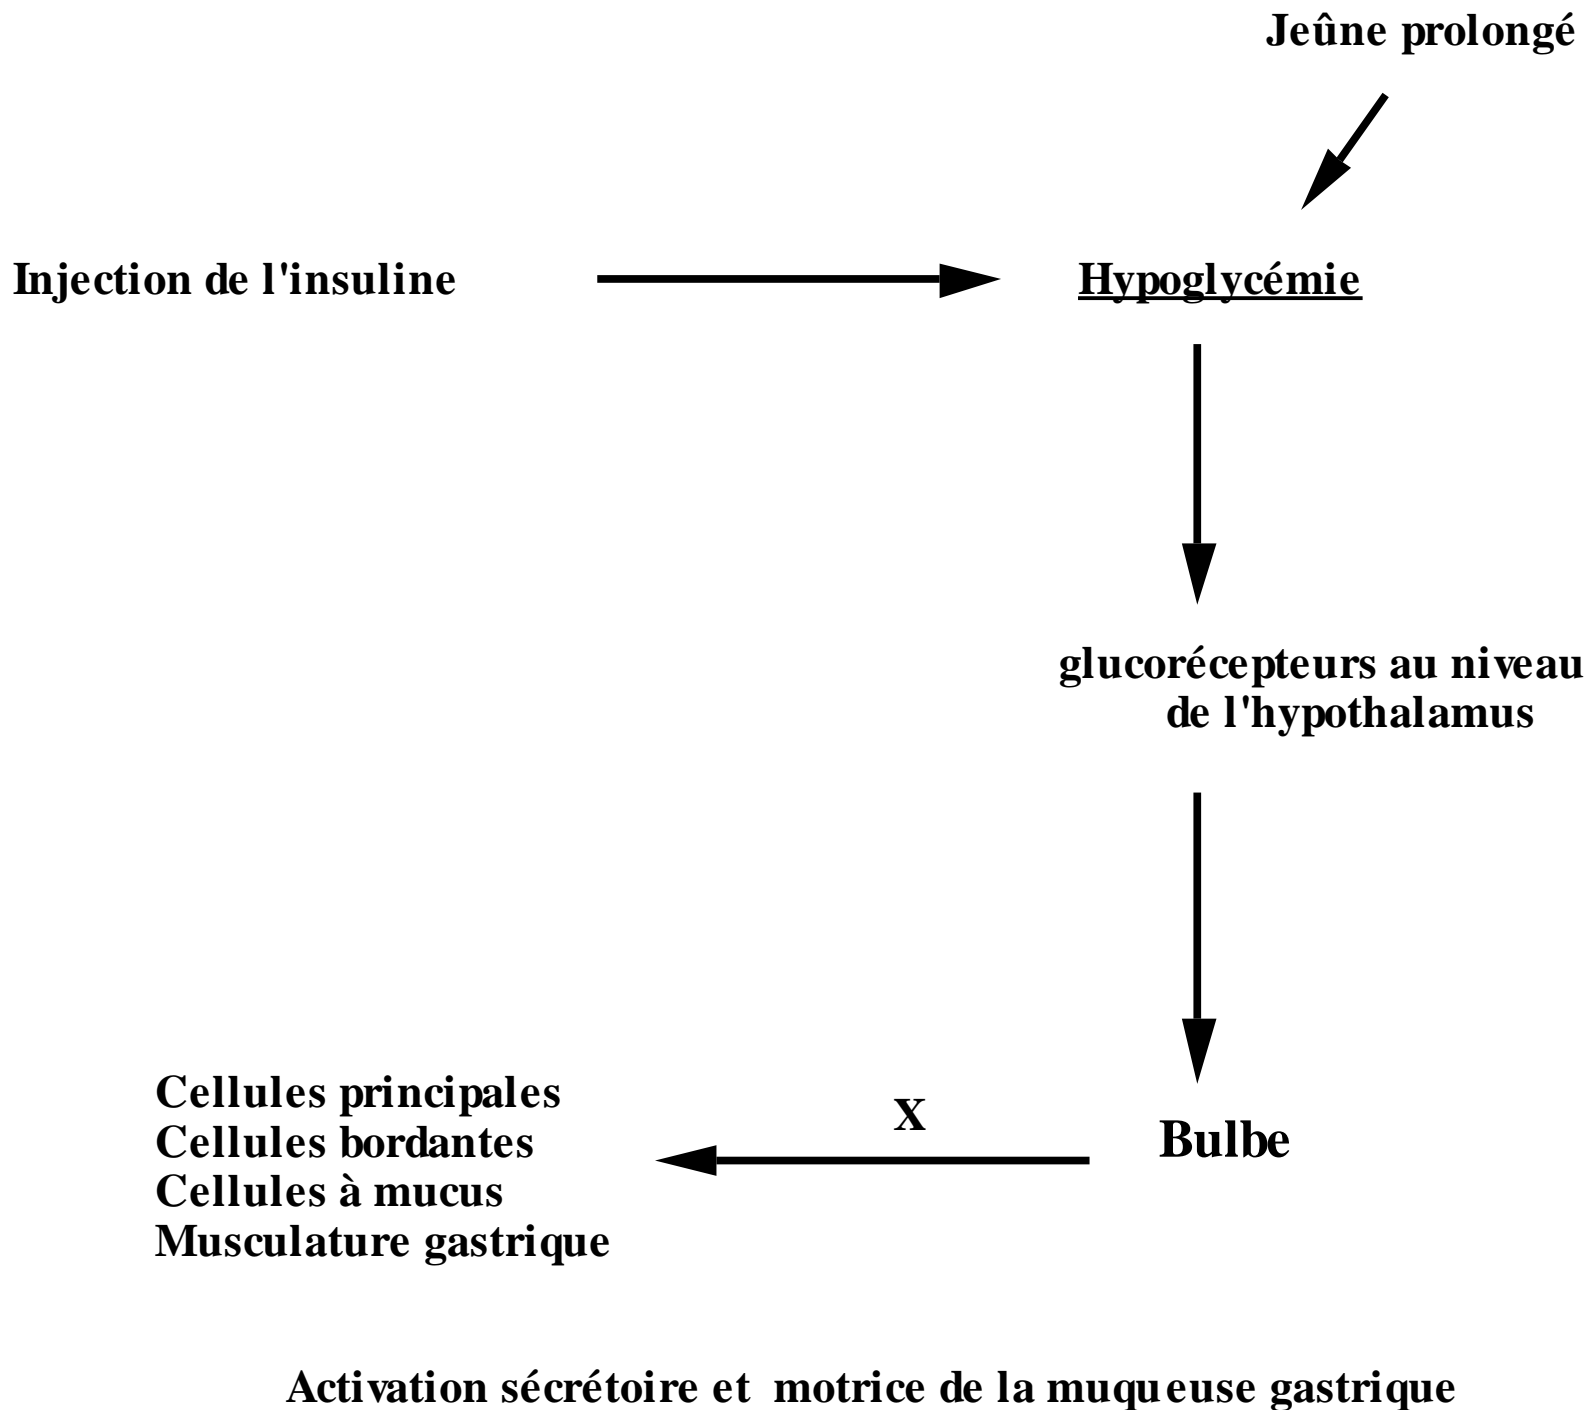 Jeûne prolongé
Injection de l'insuline
Hypoglycémie
glucorécepteurs au niveau
de l'hypothalamus
Cellules principales
Cellules bordantes
Cellules à mucus
Musculature gastrique
X
Bulbe
Activation sécrétoire et motrice de la muqueuse gastrique